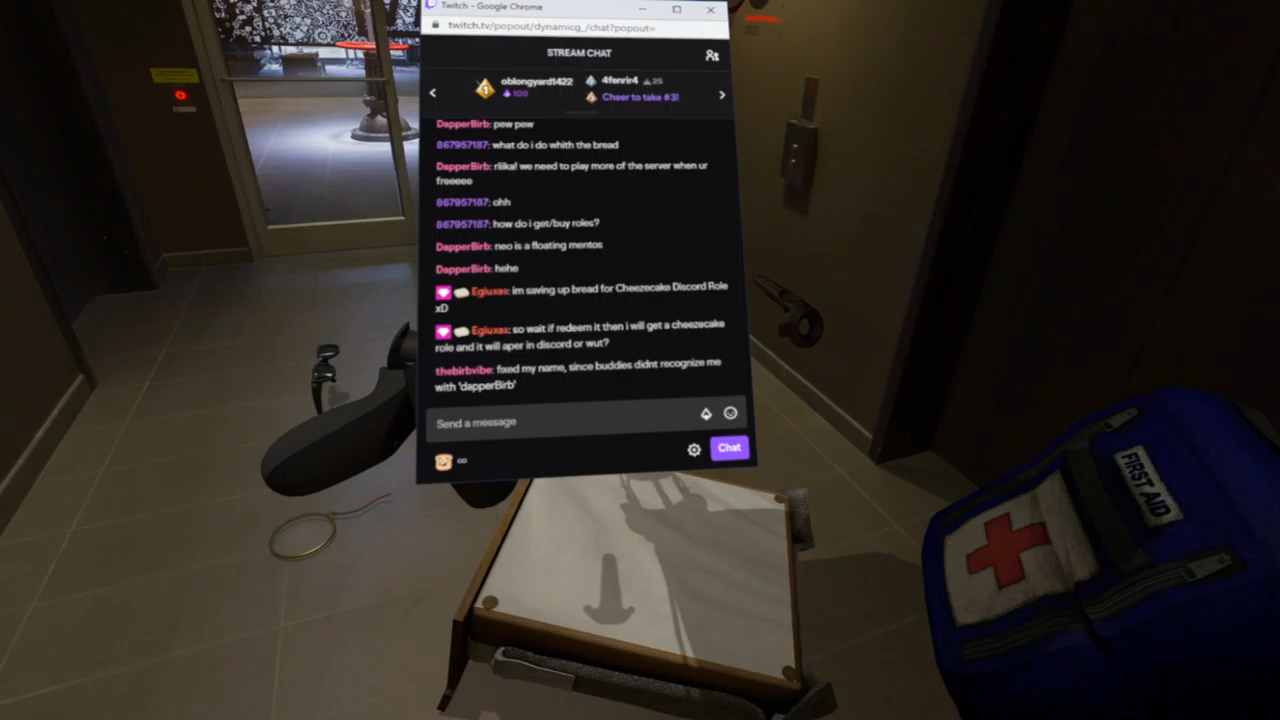 Twitch - Google Chrome
twitch.tv/popout/dynamicg_/chat?popout=
STREAM CHAT
1 oblongyard1422
100
4fenrir4 25
Cheer to take #3!
DapperBirb: pew pew
867957187: what do i do whith the bread
DapperBirb: riiika! we need to play more of the server when ur
freeeee
867957187: ohh
867957187: how do i get/buy roles?
DapperBirb: neo is a floating mentos
DapperBirb: hehe
Egiuxas: im saving up bread for Cheezecake Discord Role
xD
Egiuxas: so wait if redeem it then i will get a cheezecake
role and it will aper in discord or wut?
thebirbvibe: fixed my name, since buddies didnt recognize me
with 'dapperBirb'
Send a message
∞
Chat
FIRST AID